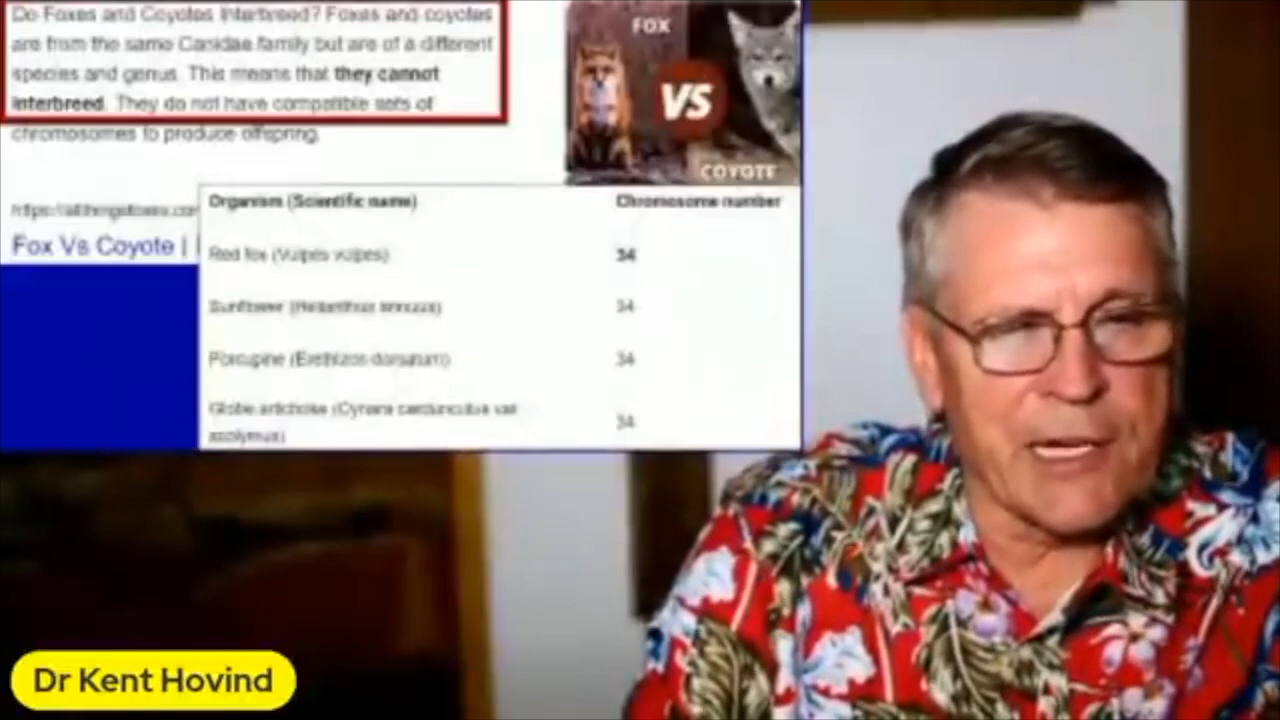 Do Foxes and Coyotes Interbreed? Foxes and coyotes
are from the same Canidae family but are of a different
species and genus. This means that they cannot
interbreed. They do not have compatible sets of
chromosomes to produce offspring.
FOX
VS
COYOTE
Fox Vs Coyote |
Organism (Scientific name) Chromosome number
Red fox (Vulpes vulpes) 34
Sunflower (Helianthus annuus) 34
Porcupine (Erethizon dorsatum) 34
Globe artichoke (Cynara cardunculus var. 34
scolymus)
Dr Kent Hovind